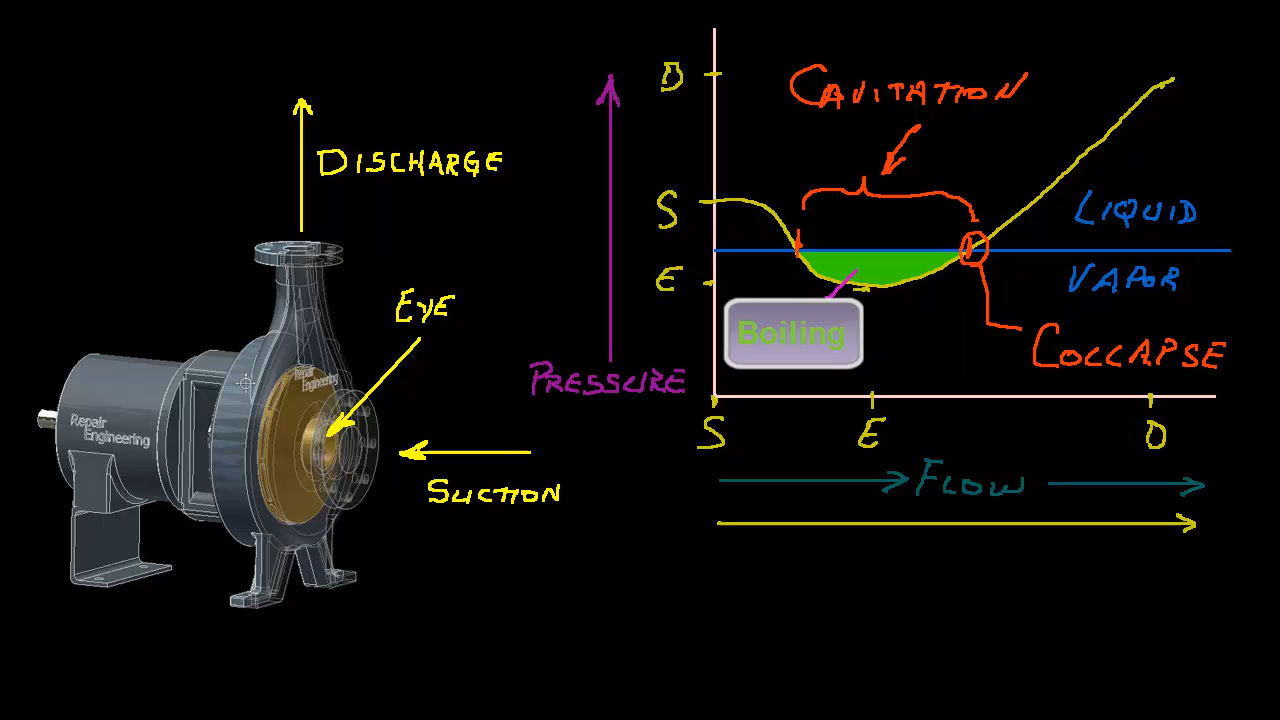 DISCHARGE
EYE
SUCTION
Repair
Engineering
Repair
Engineering
PRESSURE
D
S
E
CAVITATION
LIQUID
VAPOR
Boiling
COLLAPSE
S E D
FLOW